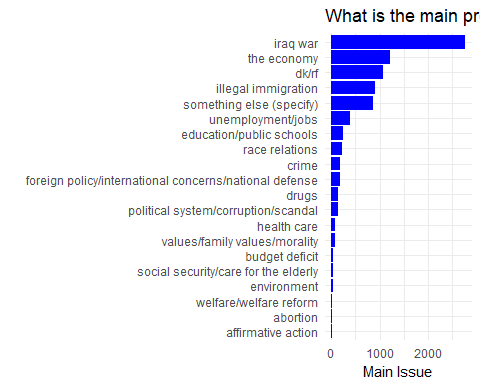 What is the main pr
iraq war
the economy
dk/rf
illegal immigration
something else (specify)
unemployment/jobs
education/public schools
race relations
crime
foreign policy/international concerns/national defense
drugs
political system/corruption/scandal
health care
values/family values/morality
budget deficit
social security/care for the elderly
environment
welfare/welfare reform
abortion
affirmative action
0 1000 2000
Main Issue